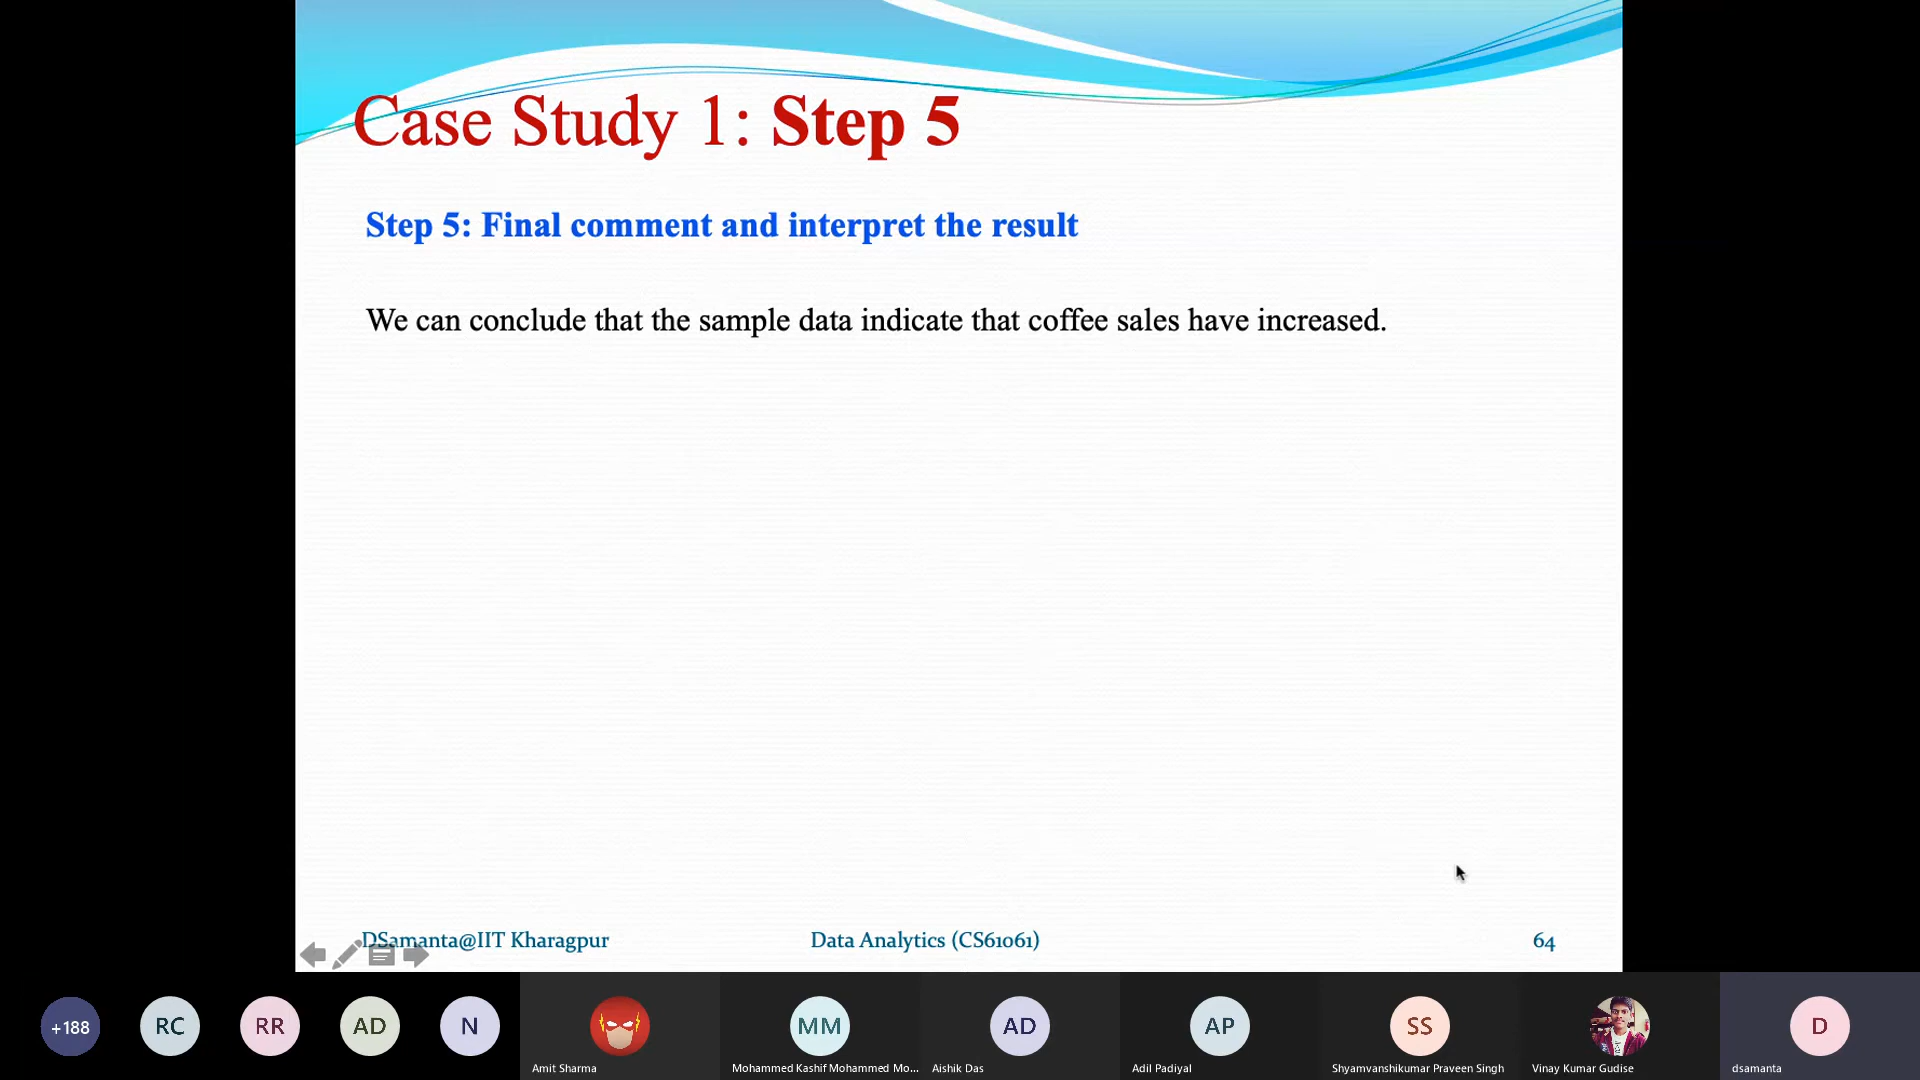 Case Study 1: Step 5
Step 5: Final comment and interpret the result
We can conclude that the sample data indicate that coffee sales have increased.
DSamanta@IIT Kharagpur
Data Analytics (CS61061)
64
+188
RC
RR
AD
N
MM
AD
AP
SS
D
Amit Sharma
Mohammed Kashif Mohammed Mo...
Aishik Das
Adil Padiyal
Shyamvanshikumar Praveen Singh
Vinay Kumar Gudise
dsamanta